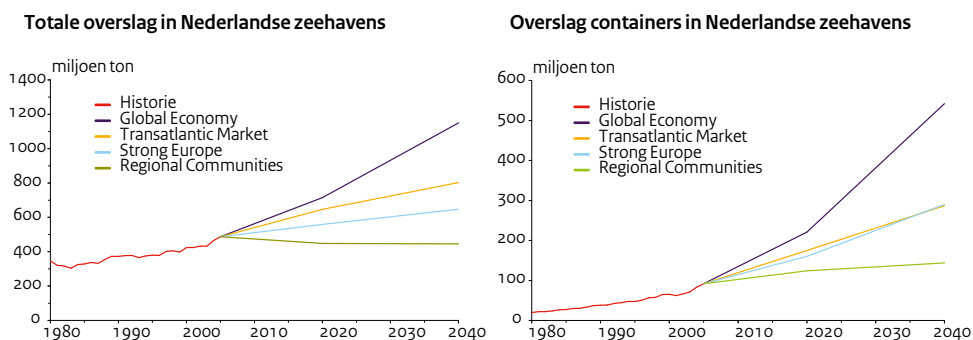 Totale overslag in Nederlandse zeehavens
miljoen ton
1400
1200
1000
800
600
400
200
0
Historie
Global Economy
Transatlantic Market
Strong Europe
Regional Communities
1980 1990 2000 2010 2020 2030 2040
Overslag containers in Nederlandse zeehavens
miljoen ton
600
500
400
300
200
100
0
Historie
Global Economy
Transatlantic Market
Strong Europe
Regional Communities
1980 1990 2000 2010 2020 2030 2040